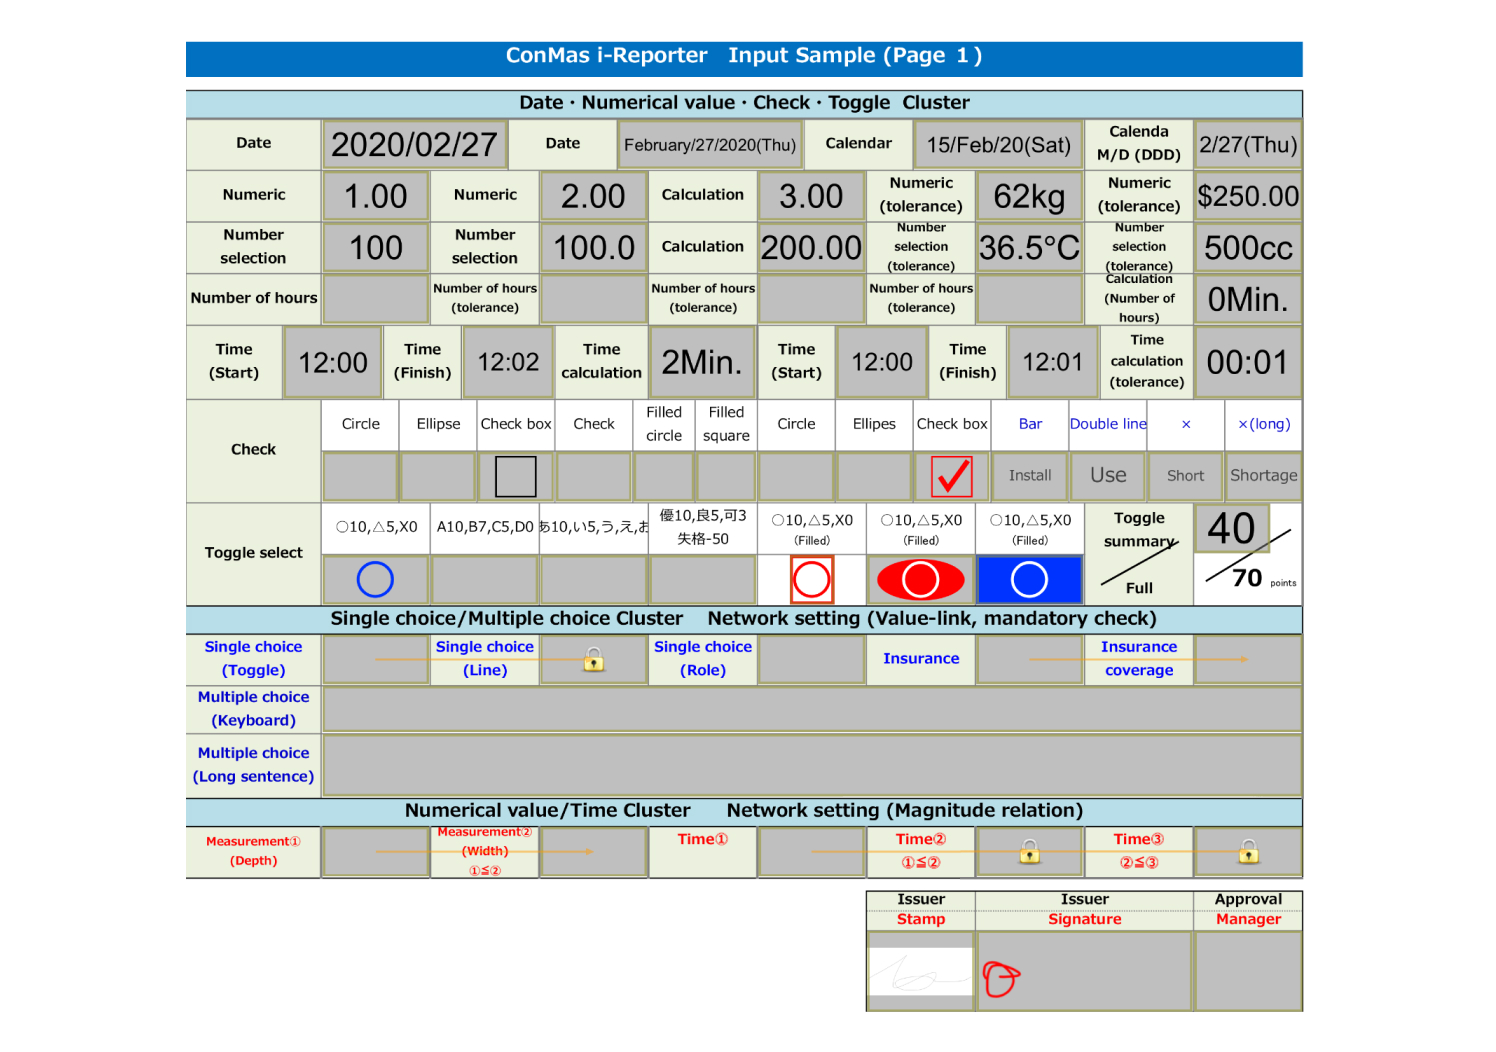 ConMas i-Reporter Input Sample (Page 1)
Date・Numerical value・Check・Toggle Cluster
Date 2020/02/27 Date February/27/2020(Thu) Calendar 15/Feb/20(Sat) Calenda M/D (DDD) 2/27(Thu)
Numeric 1.00 Numeric 2.00 Calculation 3.00 Numeric (tolerance) 62kg Numeric (tolerance) $250.00
Number selection 100 Number selection 100.0 Calculation 200.00 Number selection (tolerance) 36.5°C Number selection (tolerance) 500cc
Number of hours Number of hours (tolerance) Number of hours (tolerance) Number of hours (tolerance) Calculation (Number of hours) 0Min.
Time (Start) 12:00 Time (Finish) 12:02 Time calculation 2Min. Time (Start) 12:00 Time (Finish) 12:01 Time calculation (tolerance) 00:01
Check Circle Ellipse Check box Check Filled circle Filled square Circle Ellipes Check box Bar Double line × ×(long)
Install Use Short Shortage
Toggle select ○10,△5,X0 A10,B7,C5,D0 あ10,い5,う,え,お 優10,良5,可3 失格-50 ○10,△5,X0 (Filled) ○10,△5,X0 (Filled) ○10,△5,X0 (Filled) Toggle summary 40
Full 70 points
Single choice/Multiple choice Cluster Network setting (Value-link, mandatory check)
Single choice (Toggle) Single choice (Line) Single choice (Role) Insurance Insurance coverage
Multiple choice (Keyboard)
Multiple choice (Long sentence)
Numerical value/Time Cluster Network setting (Magnitude relation)
Measurement① (Depth) Measurement② (Width) ①≦② Time① Time② ①≦② Time③ ②≦③
Issuer Issuer Approval
Stamp Signature Manager